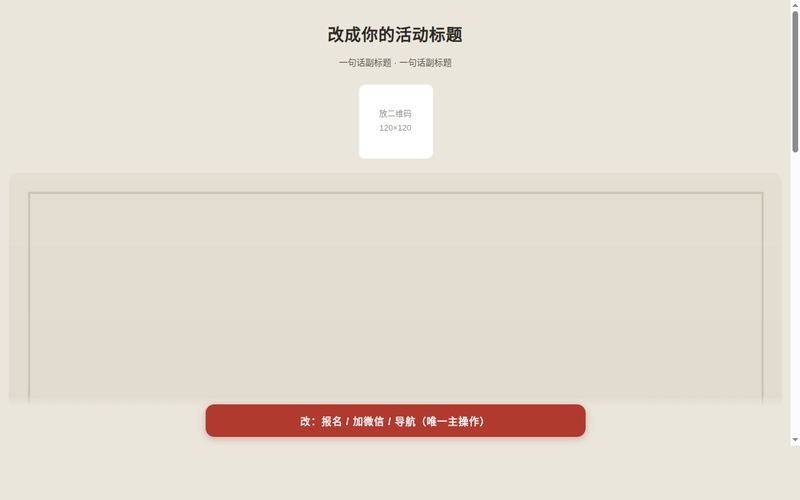 改成你的活动标题
一句话副标题 · 一句话副标题
放二维码
120×120
改：报名 / 加微信 / 导航（唯一主操作）